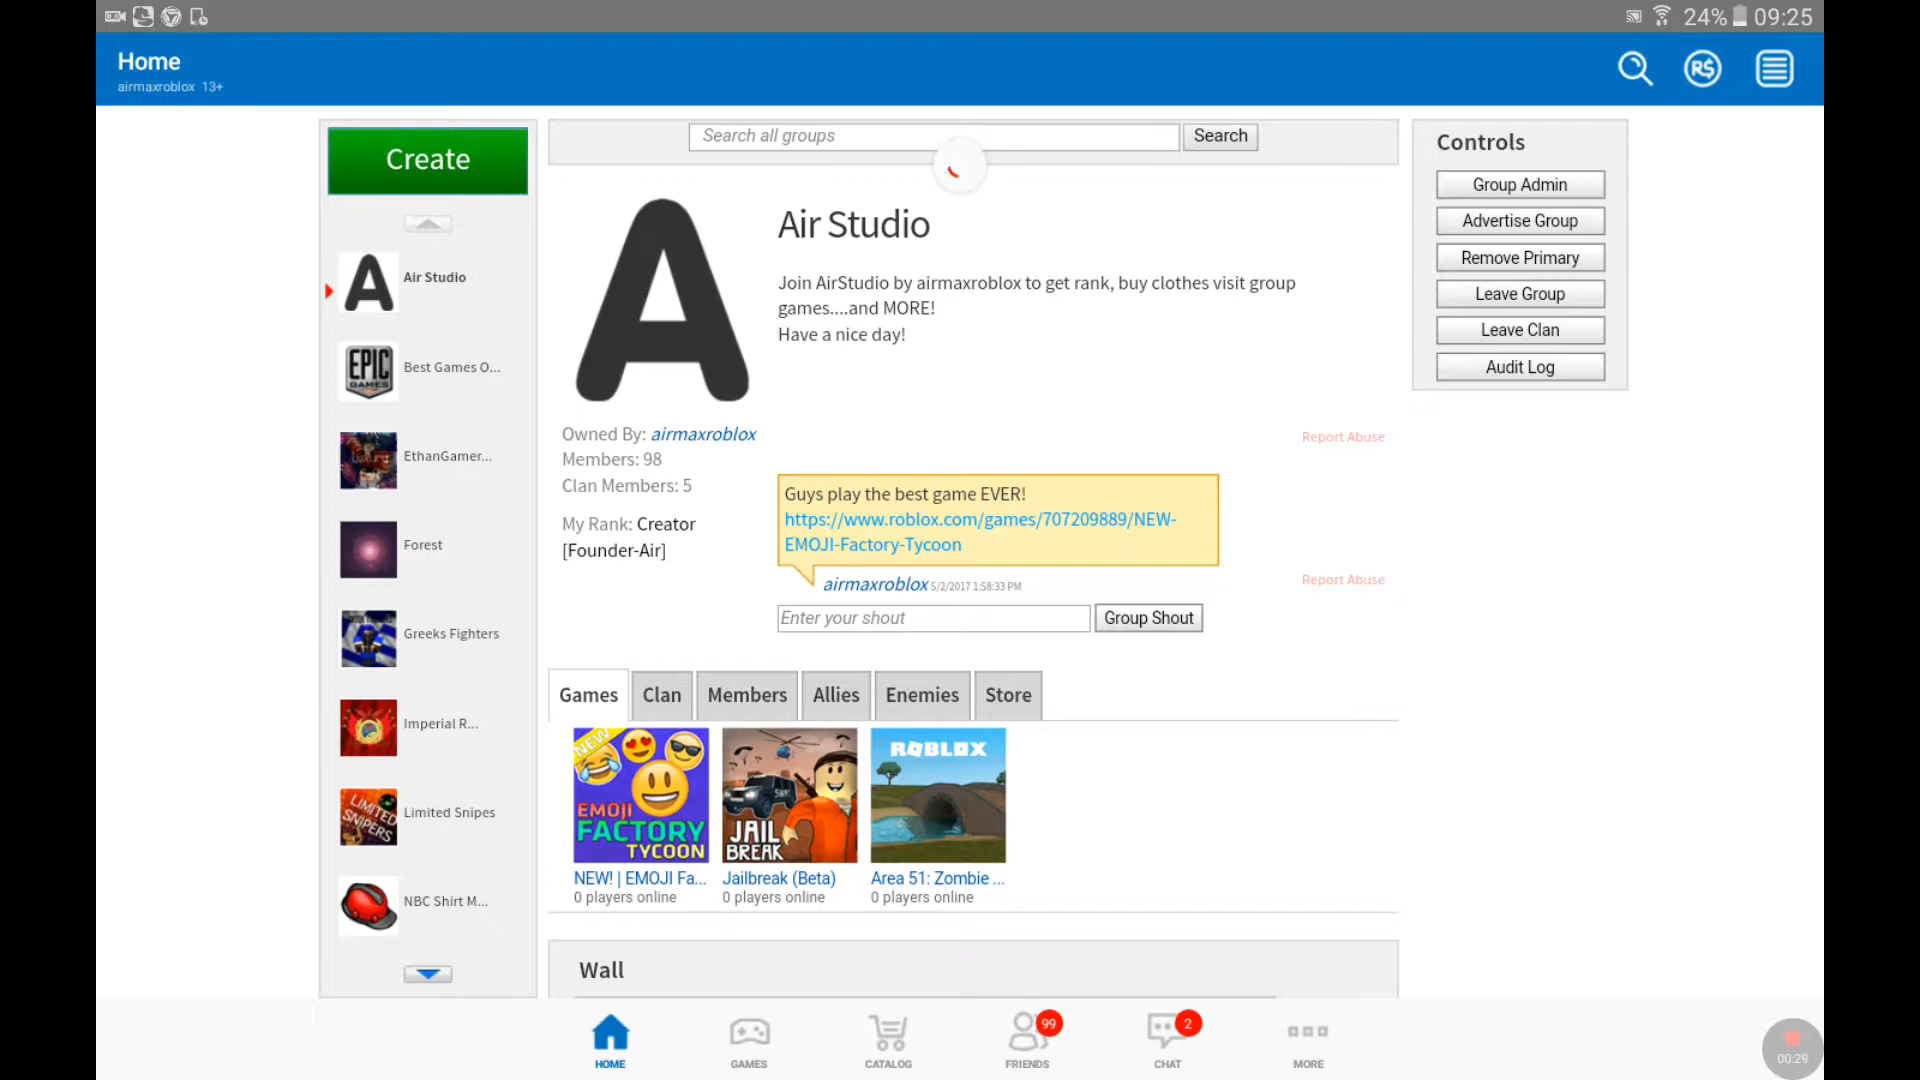 24% 09:25
Home
airmaxroblox 13+
R$
Create
Search all groups
Search
Controls
Group Admin
Advertise Group
Remove Primary
Leave Group
Leave Clan
Audit Log
Air Studio
Best Games O...
EPIC
GAMES
EthanGamer...
Forest
Greeks Fighters
Imperial R...
Limited Snipes
LIMITED
SNIPERS
NBC Shirt M...
A
Air Studio
Join AirStudio by airmaxroblox to get rank, buy clothes visit group
games....and MORE!
Have a nice day!
Owned By: airmaxroblox
Members: 98
Clan Members: 5
My Rank: Creator
[Founder-Air]
Report Abuse
Guys play the best game EVER!
https://www.roblox.com/games/707209889/NEW-
EMOJI-Factory-Tycoon
airmaxroblox 5/2/2017 1:58:33 PM
Report Abuse
Enter your shout
Group Shout
Games Clan Members Allies Enemies Store
NEW
EMOJI
FACTORY
TYCOON
JAIL
BREAK
ROBLOX
NEW! | EMOJI Fa...
0 players online
Jailbreak (Beta)
0 players online
Area 51: Zombie ...
0 players online
Wall
HOME
GAMES
CATALOG
99
FRIENDS
2
CHAT
MORE
00:29